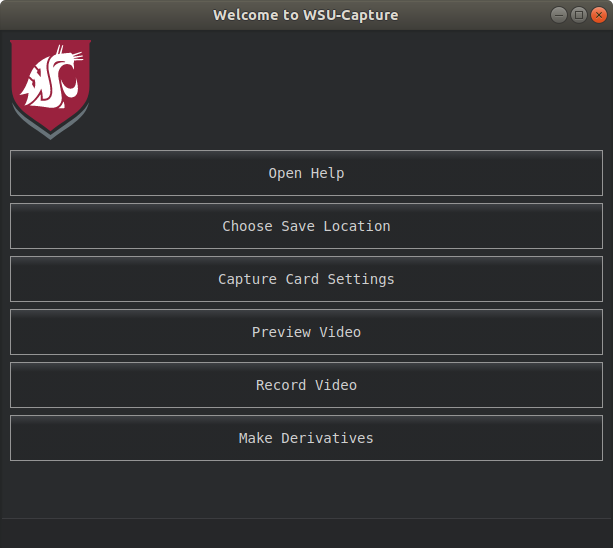 Welcome to WSU-Capture
Open Help
Choose Save Location
Capture Card Settings
Preview Video
Record Video
Make Derivatives